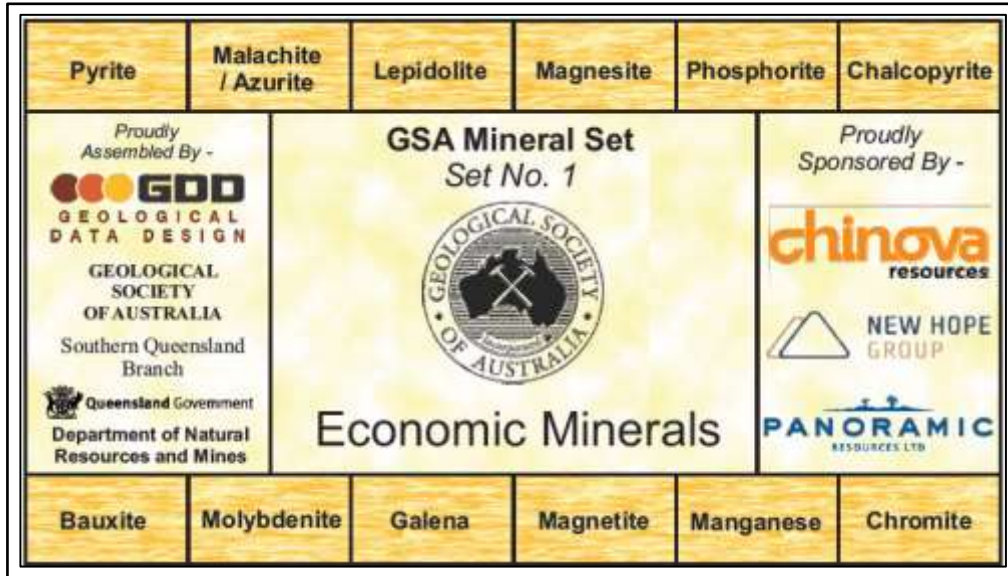 Pyrite
Malachite
/ Azurite
Lepidolite
Magnesite
Phosphorite
Chalcopyrite
Proudly
Assembled By -
GDD
GEOLOGICAL
DATA DESIGN
GEOLOGICAL
SOCIETY
OF AUSTRALIA
Southern Queensland
Branch
Queensland Government
Department of Natural
Resources and Mines
GSA Mineral Set
Set No. 1
GEOLOGICAL SOCIETY
Incorporated
OF AUSTRALIA
Economic Minerals
Proudly
Sponsored By -
chinova
resources
NEW HOPE
GROUP
PANORAMIC
RESOURCES LTD
Bauxite
Molybdenite
Galena
Magnetite
Manganese
Chromite